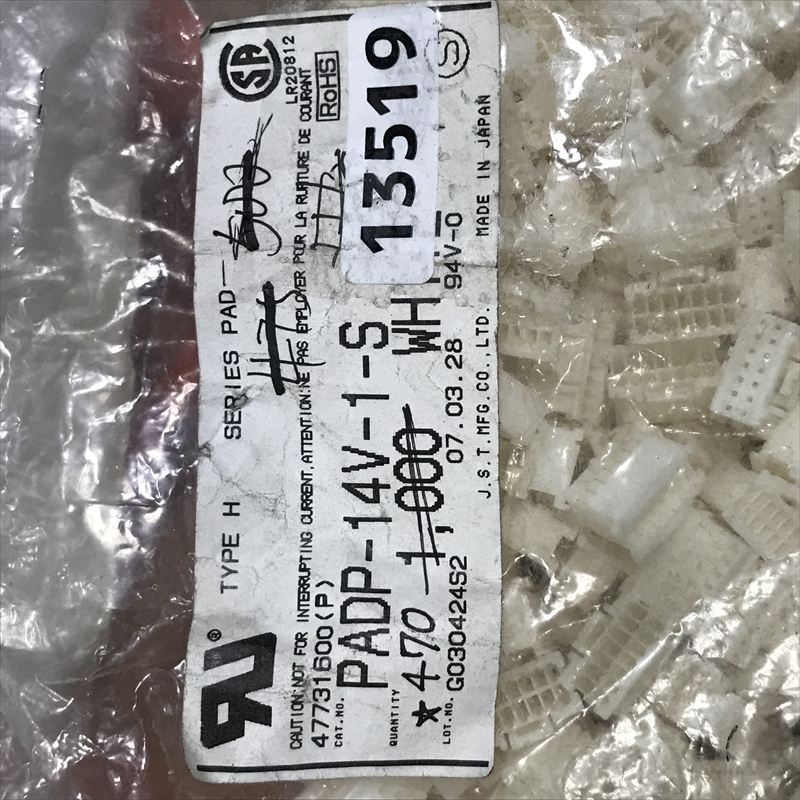 TYPE H SERIES PAD
LR20812
RoHS
CAUTION:NOT FOR INTERRUPTING CURRENT, ATTENTION:NE PAS EMPLOYER POUR LA RUPTURE DE COURANT
47731600(P)
CAT.NO.
PADP-14V-1-S
WH
13519
S
QUANTITY
*470 1,000
07.03.28 94V-0
LOT.NO. G030424S2
J.S.T.MFG.CO.,LTD. MADE IN JAPAN